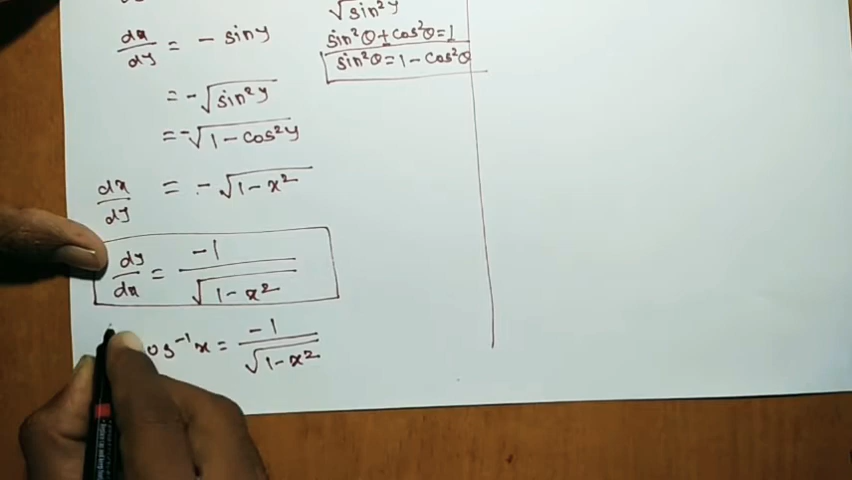 dx/dy = - siny
= -√sin²y
= -√1 - cos²y
dx/dy = - √1 - x²
dy/dx = -1/√1 - x²
os⁻¹x = -1/√1 - x²
√sin²y
sin²θ + cos²θ = 1
sin²θ = 1 - cos²θ